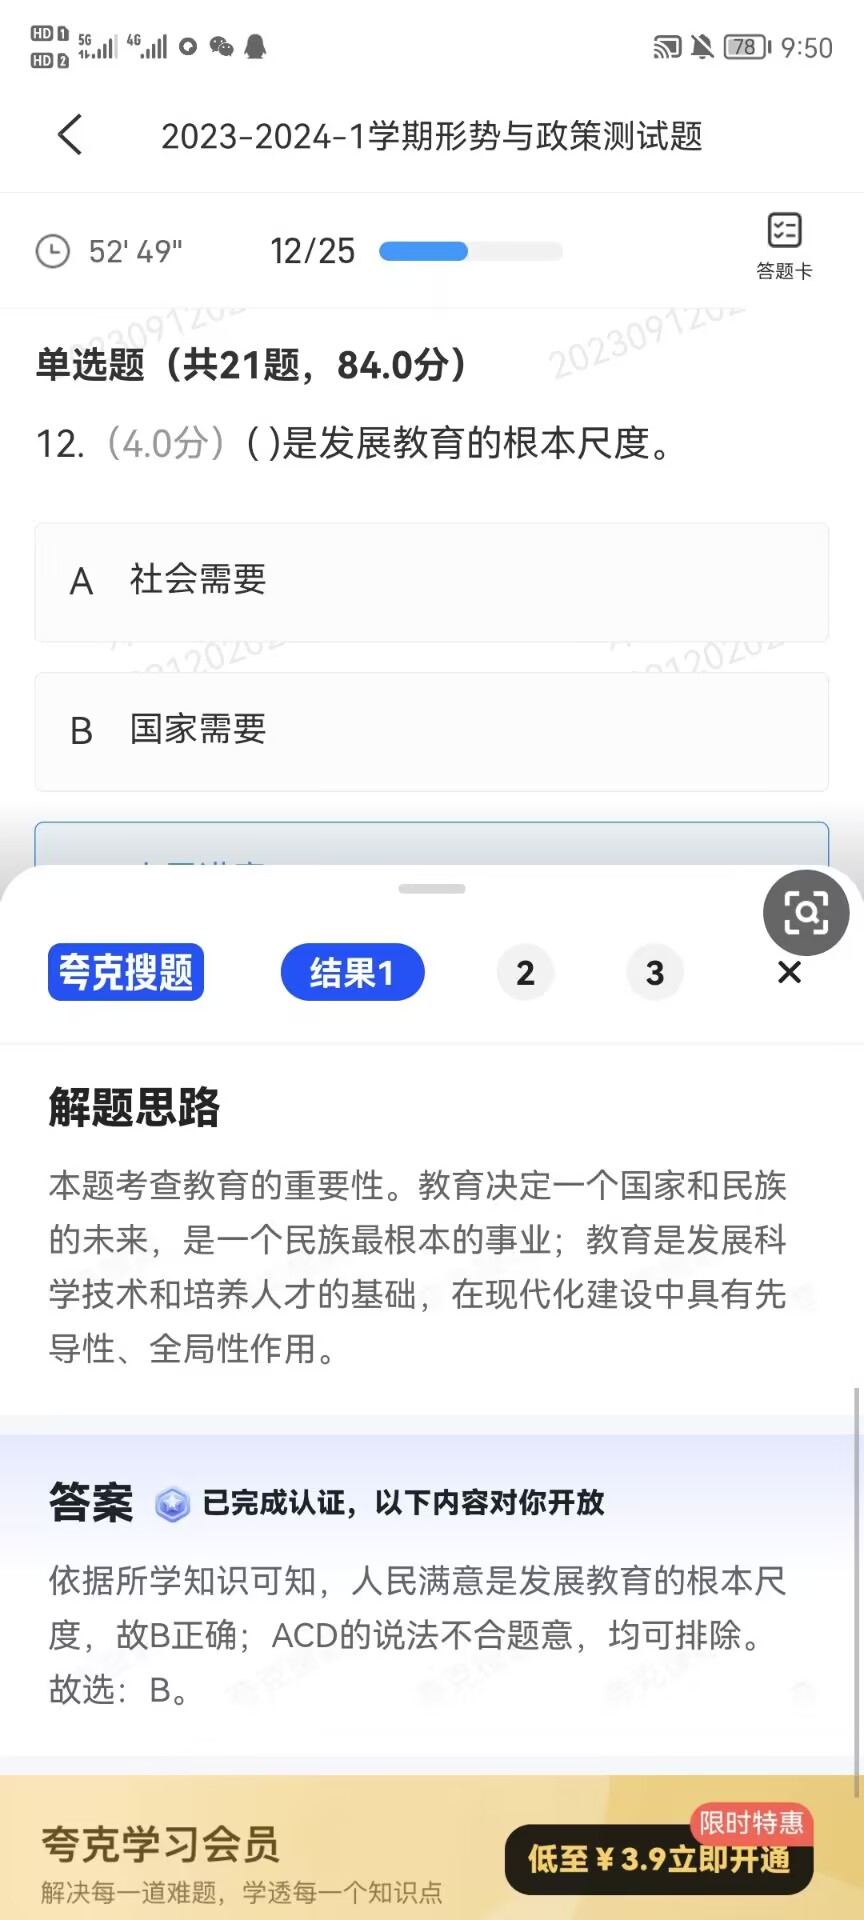 HD 1 5G 4G 78 9:50
HD 2
2023-2024-1学期形势与政策测试题
52' 49" 12/25
答题卡
单选题（共21题，84.0分）
12.（4.0分）( )是发展教育的根本尺度。
A 社会需要
B 国家需要
夸克搜题 结果1 2 3
解题思路
本题考查教育的重要性。教育决定一个国家和民族
的未来，是一个民族最根本的事业；教育是发展科
学技术和培养人才的基础，在现代化建设中具有先
导性、全局性作用。
答案 已完成认证，以下内容对你开放
依据所学知识可知，人民满意是发展教育的根本尺
度，故B正确；ACD的说法不合题意，均可排除。
故选：B。
限时特惠
夸克学习会员
低至￥3.9立即开通
解决每一道难题，学透每一个知识点